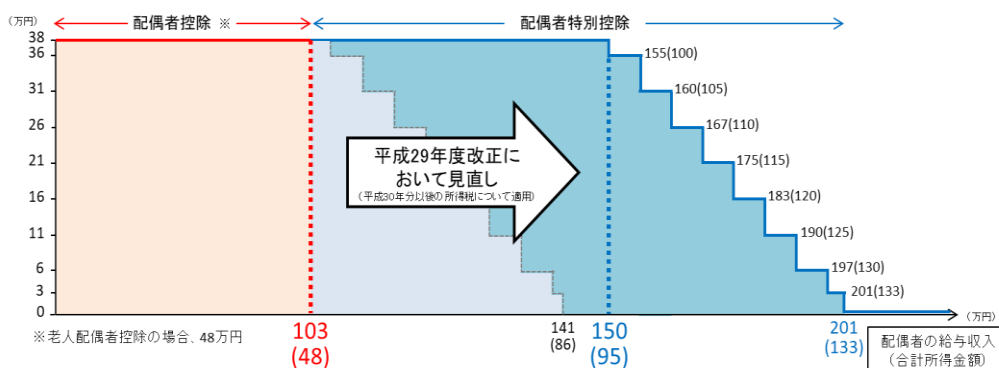 (万円)
配偶者控除 ※
配偶者特別控除
38
36
31
26
21
16
11
6
3
0
155(100)
160(105)
167(110)
175(115)
183(120)
190(125)
197(130)
201(133)
平成29年度改正に
おいて見直し
(平成30年分以後の所得税について適用)
※老人配偶者控除の場合、48万円
103
(48)
141
(86)
150
(95)
201
(133)
(万円)
配偶者の給与収入
(合計所得金額)